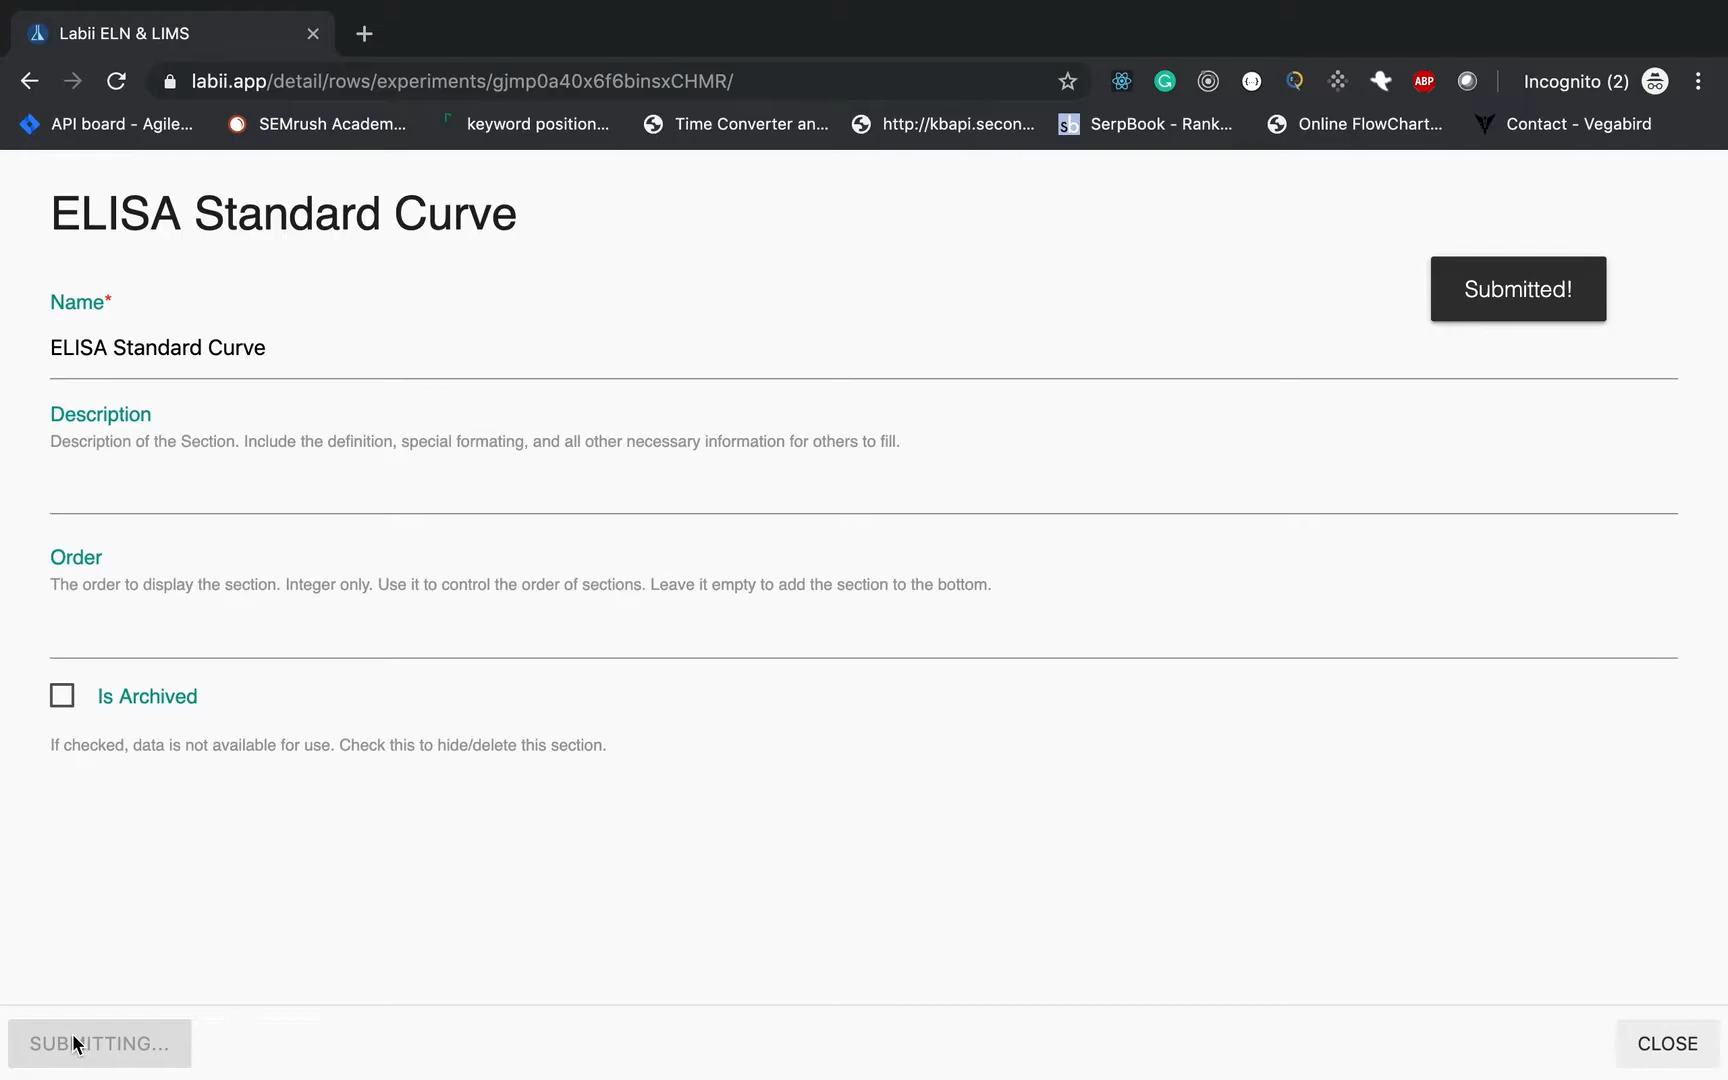 Labii ELN & LIMS
labii.app/detail/rows/experiments/gjmp0a40x6f6binsxCHMR/
ABP
Incognito (2)
API board - Agile...
SEMrush Academ...
keyword position...
Time Converter an...
http://kbapi.secon...
sb
SerpBook - Rank...
Online FlowChart...
Contact - Vegabird
ELISA Standard Curve
Submitted!
Name*
ELISA Standard Curve
Description
Description of the Section. Include the definition, special formating, and all other necessary information for others to fill.
Order
The order to display the section. Integer only. Use it to control the order of sections. Leave it empty to add the section to the bottom.
Is Archived
If checked, data is not available for use. Check this to hide/delete this section.
SUBMITTING...
CLOSE